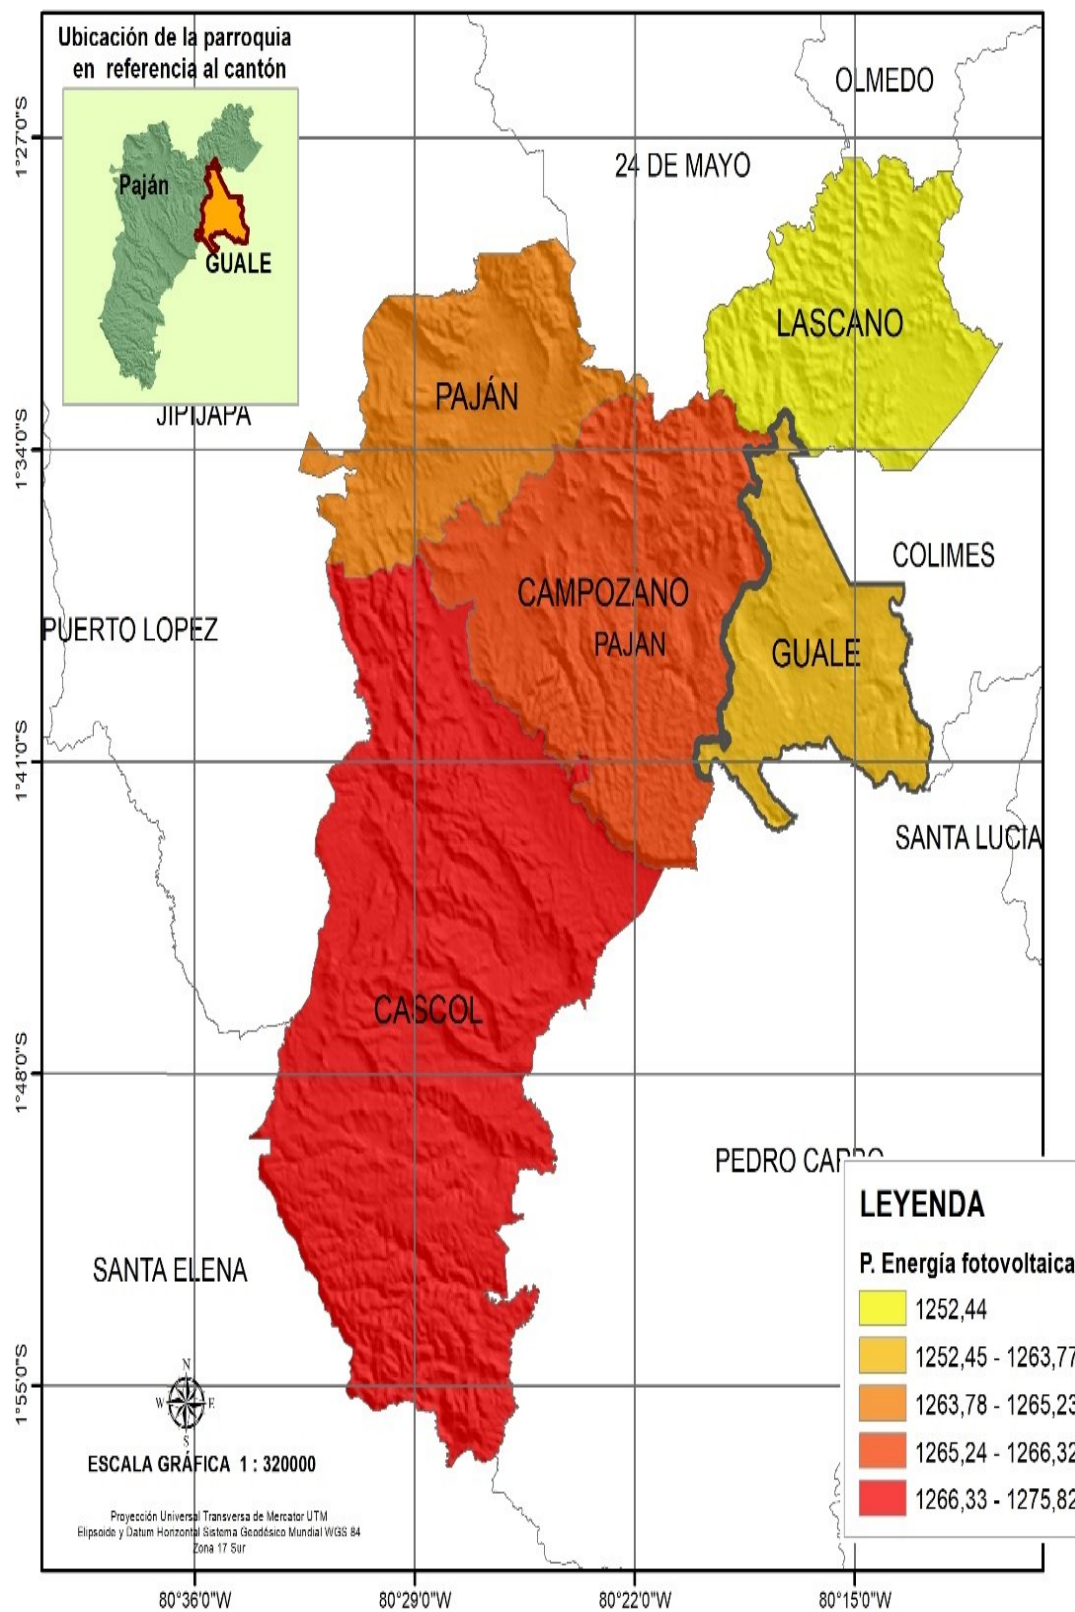 Ubicación de la parroquia
en referencia al cantón
Paján
GUALE
OLMEDO
24 DE MAYO
LASCANO
JIPIJAPA
PAJÁN
COLIMES
CAMPOZANO
PAJAN
PUERTO LOPEZ
GUALE
SANTA LUCIA
CASCOL
PEDRO CARBO
SANTA ELENA
LEYENDA
P. Energía fotovoltaica
1252,44
1252,45 - 1263,77
1263,78 - 1265,23
1265,24 - 1266,32
1266,33 - 1275,82
N
W E
S
ESCALA GRÁFICA 1 : 320000
Proyección Universal Transversa de Mercator UTM
Elipsoide y Datum Horizontal Sistema Geodésico Mundial WGS 84
Zona 17 Sur
1°27'0"S
1°34'0"S
1°41'0"S
1°48'0"S
1°55'0"S
80°36'0"W
80°29'0"W
80°22'0"W
80°15'0"W